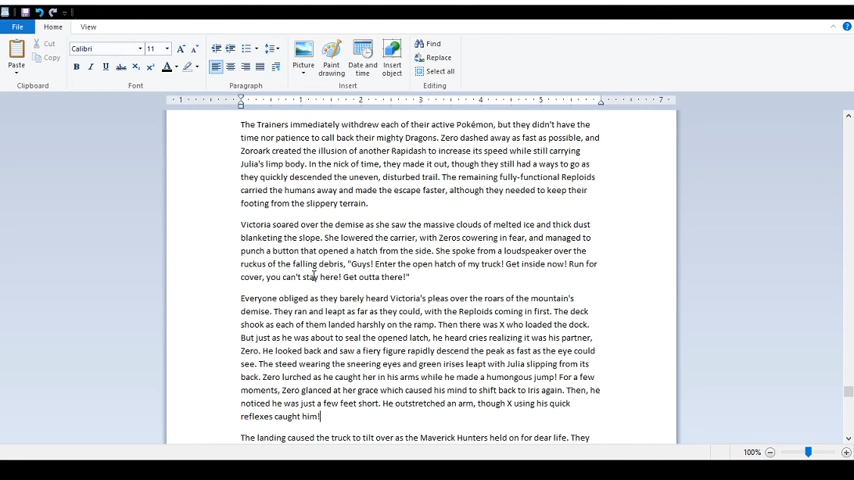 File
Home
View
Paste
Cut
Copy
Clipboard
Calibri
11
Font
Paragraph
Picture
Paint drawing
Date and time
Insert object
Insert
Find
Replace
Select all
Editing
1 1 2 3 4 5 6 7
The Trainers immediately withdrew each of their active Pokémon, but they didn't have the
time nor patience to call back their mighty Dragons. Zero dashed away as fast as possible, and
Zoroark created the illusion of another Rapidash to increase its speed while still carrying
Julia's limp body. In the nick of time, they made it out, though they still had a ways to go as
they quickly descended the uneven, disturbed trail. The remaining fully-functional Reploids
carried the humans away and made the escape faster, although they needed to keep their
footing from the slippery terrain.
Victoria soared over the demise as she saw the massive clouds of melted ice and thick dust
blanketing the slope. She lowered the carrier, with Zeros cowering in fear, and managed to
punch a button that opened a hatch from the side. She spoke from a loudspeaker over the
ruckus of the falling debris, "Guys! Enter the open hatch of my truck! Get inside now! Run for
cover, you can't stay here! Get outta there!"
Everyone obliged as they barely heard Victoria's pleas over the roars of the mountain's
demise. They ran and leapt as far as they could, with the Reploids coming in first. The deck
shook as each of them landed harshly on the ramp. Then there was X who loaded the dock.
But just as he was about to seal the opened latch, he heard cries realizing it was his partner,
Zero. He looked back and saw a fiery figure rapidly descend the peak as fast as the eye could
see. The steed wearing the sneering eyes and green irises leapt with Julia slipping from its
back. Zero lurched as he caught her in his arms while he made a humongous jump! For a few
moments, Zero glanced at her grace which caused his mind to shift back to Iris again. Then, he
noticed he was just a few feet short. He outstretched an arm, though X using his quick
reflexes caught him!
The landing caused the truck to tilt over as the Maverick Hunters held on for dear life. They
100%